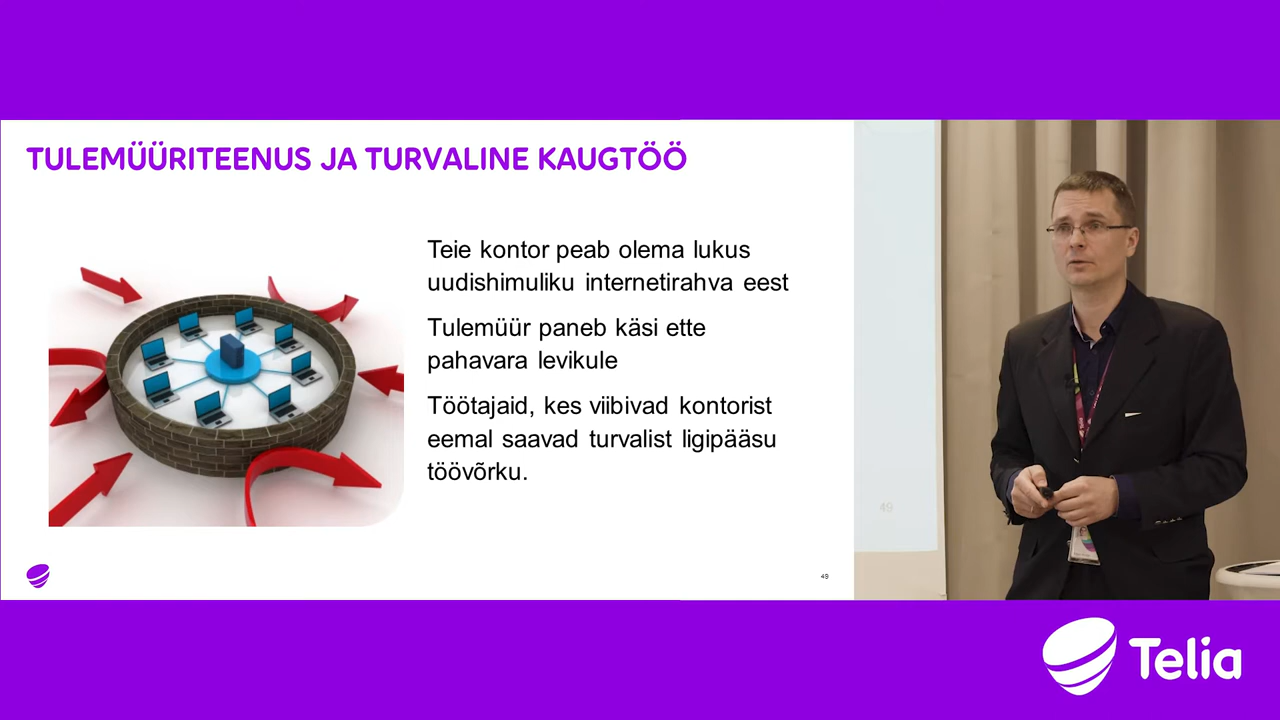 TULEMÜÜRITEENUS JA TURVALINE KAUGTÖÖ
Teie kontor peab olema lukus
uudishimuliku internetirahva eest
Tulemüür paneb käsi ette
pahavara levikule
Töötajaid, kes viibivad kontorist
eemal saavad turvalist ligipääsu
töövõrku.
49
49
Telia